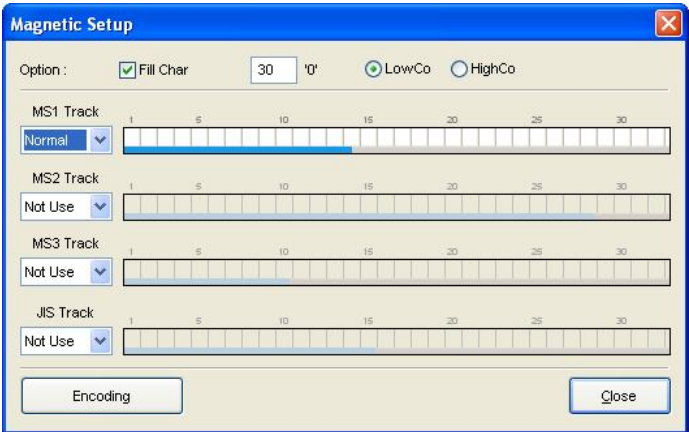 Magnetic Setup
Option : Fill Char 30 '0' LowCo HighCo
MS1 Track
1 5 10 15 20 25 30
Normal
MS2 Track
1 5 10 15 20 25 30
Not Use
MS3 Track
1 5 10 15 20 25 30
Not Use
JIS Track
1 5 10 15 20 25 30
Not Use
Encoding Close